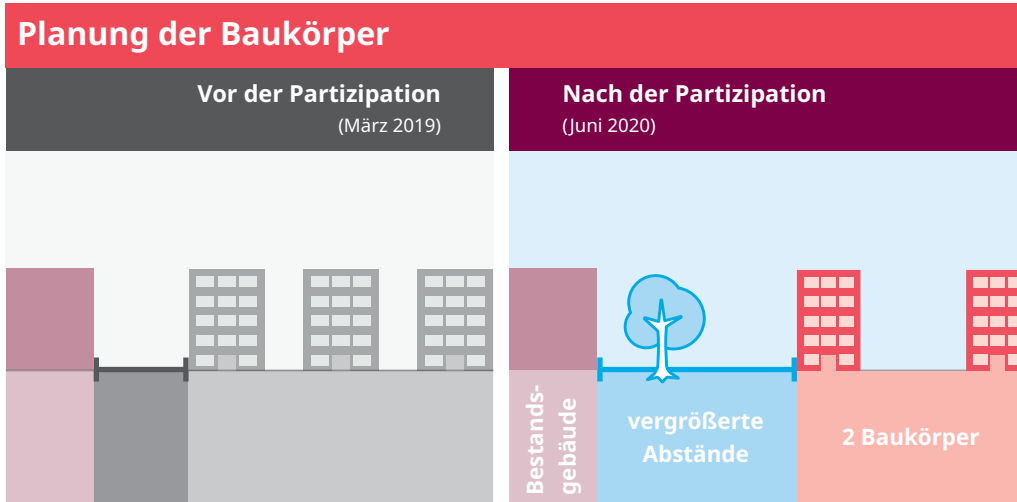 Planung der Baukörper
Vor der Partizipation
(März 2019)
Nach der Partizipation
(Juni 2020)
Bestands-
gebäude
vergrößerte
Abstände
2 Baukörper